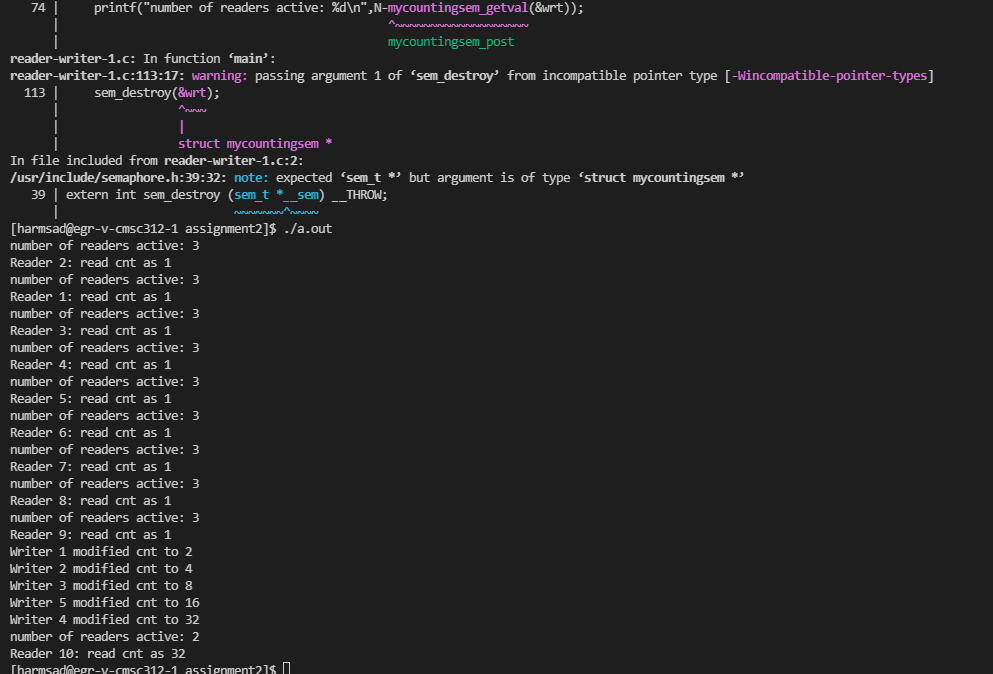 74 |     printf("number of readers active: %d\n",N-mycountingsem_getval(&wrt));
|                                               ^~~~~~~~~~~~~~~~~~~~~
|                                               mycountingsem_post
reader-writer-1.c: In function ‘main’:
reader-writer-1.c:113:17: warning: passing argument 1 of ‘sem_destroy’ from incompatible pointer type [-Wincompatible-pointer-types]
113 |     sem_destroy(&wrt);
|                 ^~~~
|                 |
|                 struct mycountingsem *
In file included from reader-writer-1.c:2:
/usr/include/semaphore.h:39:32: note: expected ‘sem_t *’ but argument is of type ‘struct mycountingsem *’
39 | extern int sem_destroy (sem_t *__sem) __THROW;
|                         ~~~~~~~^~~~~
[harmsad@egr-v-cmsc312-1 assignment2]$ ./a.out
number of readers active: 3
Reader 2: read cnt as 1
number of readers active: 3
Reader 1: read cnt as 1
number of readers active: 3
Reader 3: read cnt as 1
number of readers active: 3
Reader 4: read cnt as 1
number of readers active: 3
Reader 5: read cnt as 1
number of readers active: 3
Reader 6: read cnt as 1
number of readers active: 3
Reader 7: read cnt as 1
number of readers active: 3
Reader 8: read cnt as 1
number of readers active: 3
Reader 9: read cnt as 1
Writer 1 modified cnt to 2
Writer 2 modified cnt to 4
Writer 3 modified cnt to 8
Writer 5 modified cnt to 16
Writer 4 modified cnt to 32
number of readers active: 2
Reader 10: read cnt as 32
[harmsad@egr-v-cmsc312-1 assignment2]$